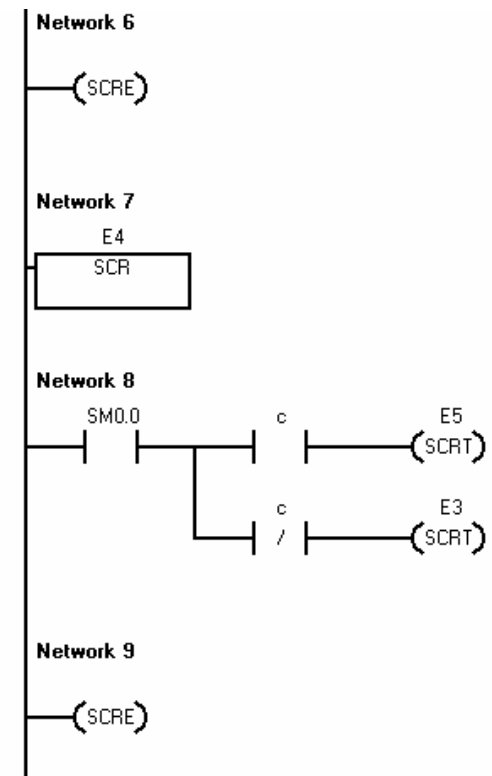 Network 6
SCRE
Network 7
E4
SCR
Network 8
SM0.0 c E5
SCRT
c E3
/ SCRT
Network 9
SCRE